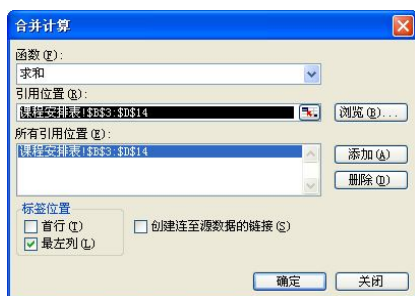 合并计算
函数(F):
求和
引用位置(R):
课程安排表!$B$3:$D$14
浏览(B)...
所有引用位置(E):
课程安排表!$B$3:$D$14
添加(A)
删除(D)
标签位置
首行(T)
创建连至源数据的链接(S)
最左列(L)
确定
关闭